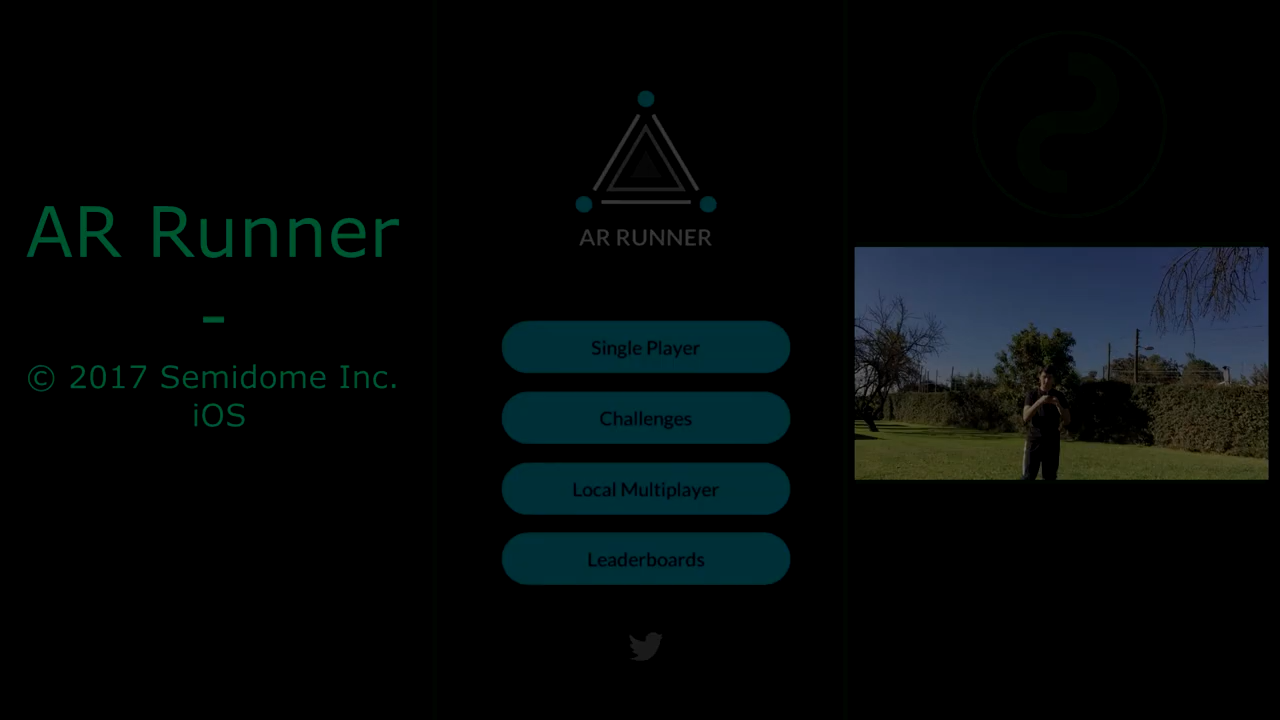 AR Runner
-
© 2017 Semidome Inc.
iOS
AR RUNNER
Single Player
Challenges
Local Multiplayer
Leaderboards